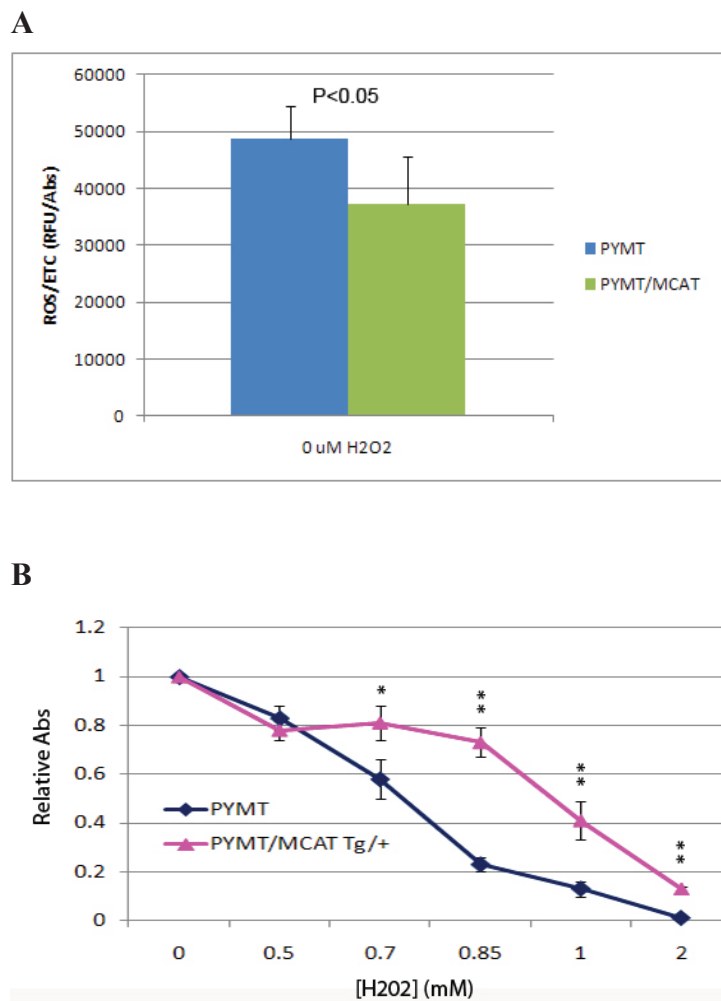 A
60000
P<0.05
50000
40000
30000
20000
10000
0
ROS/ETC (RFU/Abs)
PYMT
PYMT/MCAT
0 uM H2O2
B
1.2
1
0.8
0.6
0.4
0.2
0
Relative Abs
*
**
**
**
PYMT
PYMT/MCAT Tg/+
0 0.5 0.7 0.85 1 2
[H202] (mM)